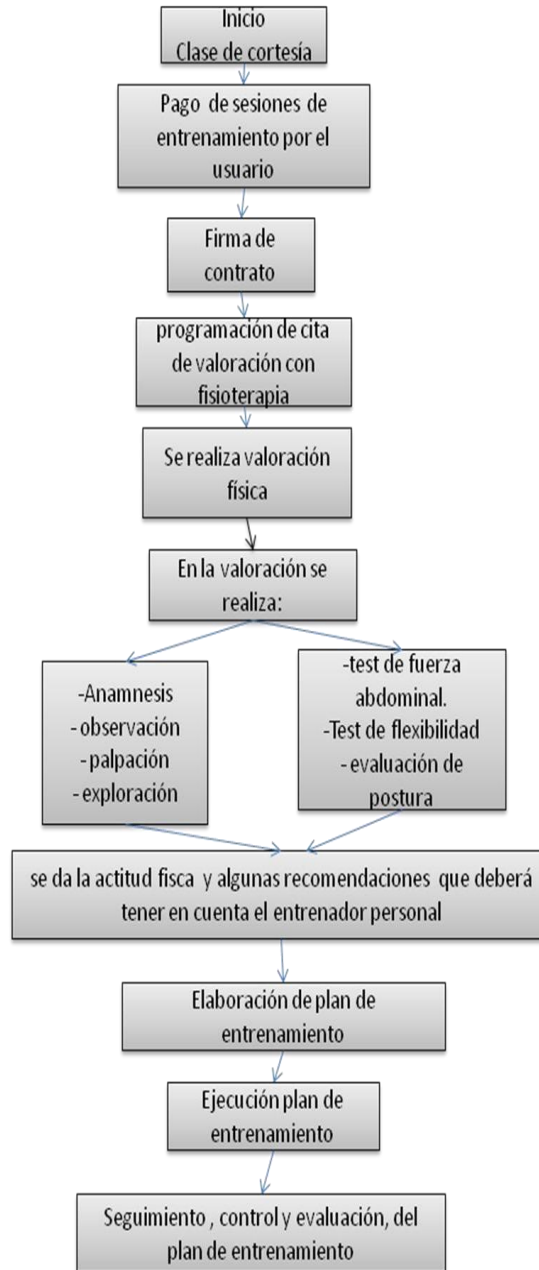 Inicio
Clase de cortesía
Pago de sesiones de
entrenamiento por el
usuario
Firma de
contrato
programación de cita
de valoración con
fisioterapia
Se realiza valoración
física
En la valoración se
realiza:
-Anamnesis
-observación
-palpación
-exploración
-test de fuerza
abdominal.
-Test de flexibilidad
-evaluación de
postura
se da la actitud fisca y algunas recomendaciones que deberá
tener en cuenta el entrenador personal
Elaboración de plan de
entrenamiento
Ejecución plan de
entrenamiento
Seguimiento , control y evaluación, del
plan de entrenamiento